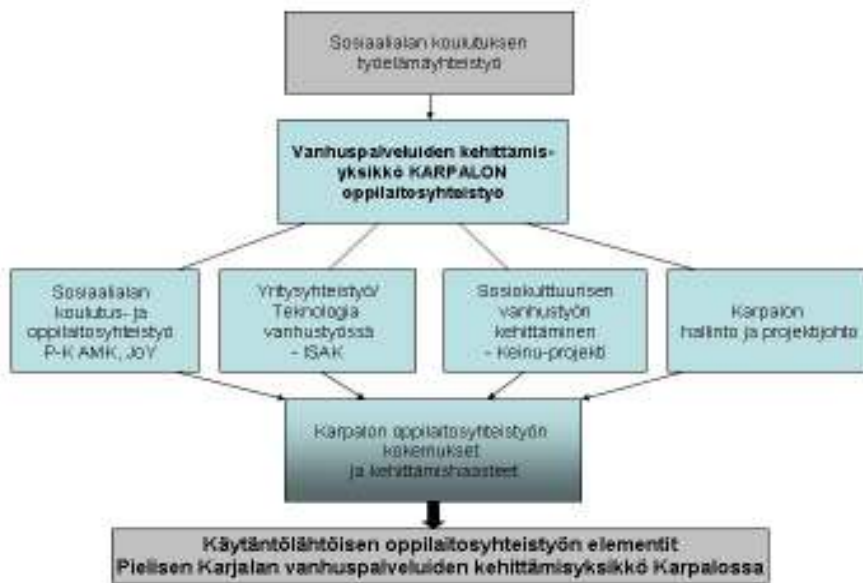 Sosiaalialan koulutuksen
työelämäyhteistyö
Vanhuspalveluiden kehittämis-
yksikkö KARPALON
oppilaitosyhteistyö
Sosiaalialan
koulutus- ja
oppilaitosyhteistyö
P-K AMK, JoY
Yritysyhteistyö/
Teknologia
vanhustyössä
- ISAK
Sosiokulttuurisen
vanhustyön
kehittäminen
- Keinu-projekti
Karpalon
hallinto ja projektijohto
Karpalon oppilaitosyhteistyön
kokemukset
ja kehittämishaasteet
Käytäntölähtöisen oppilaitosyhteistyön elementit
Pielisen Karjalan vanhuspalveluiden kehittämisyksikkö Karpalossa